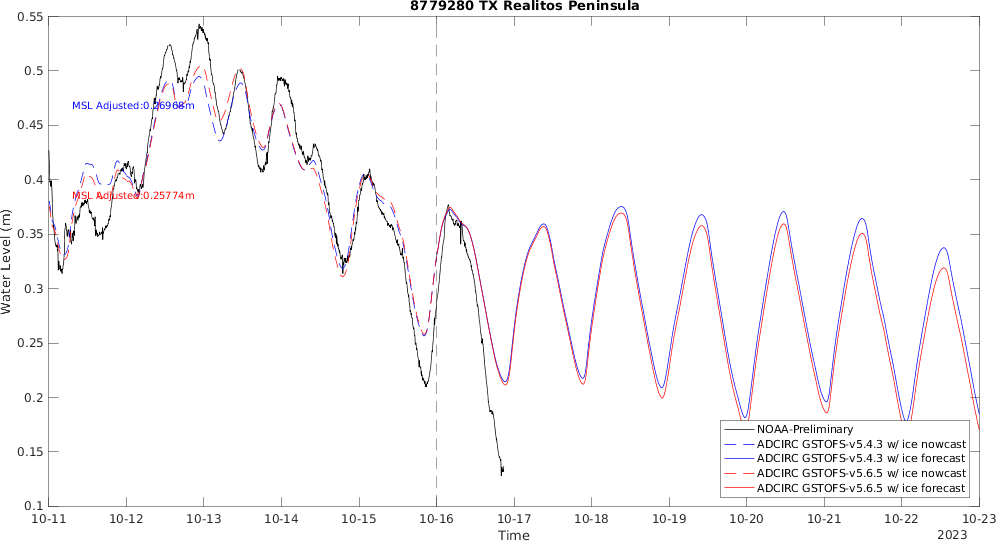 8779280 TX Realitos Peninsula
0.55
0.5
0.45
0.4
0.35
0.3
0.25
0.2
0.15
0.1
Water Level (m)
MSL Adjusted:0.26968m
MSL Adjusted:0.25774m
NOAA-Preliminary
ADCIRC GSTOFS-v5.4.3 w/ ice nowcast
ADCIRC GSTOFS-v5.4.3 w/ ice forecast
ADCIRC GSTOFS-v5.6.5 w/ ice nowcast
ADCIRC GSTOFS-v5.6.5 w/ ice forecast
10-11 10-12 10-13 10-14 10-15 10-16 10-17 10-18 10-19 10-20 10-21 10-22 10-23
Time
2023